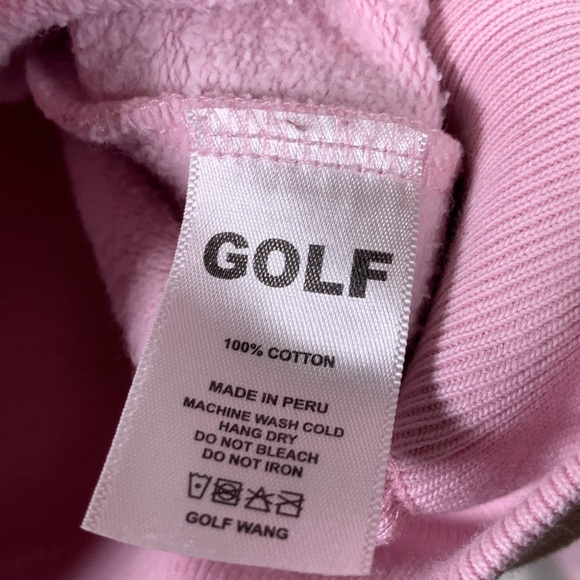 GOLF
100% COTTON
MADE IN PERU
MACHINE WASH COLD
HANG DRY
DO NOT BLEACH
DO NOT IRON
GOLF WANG